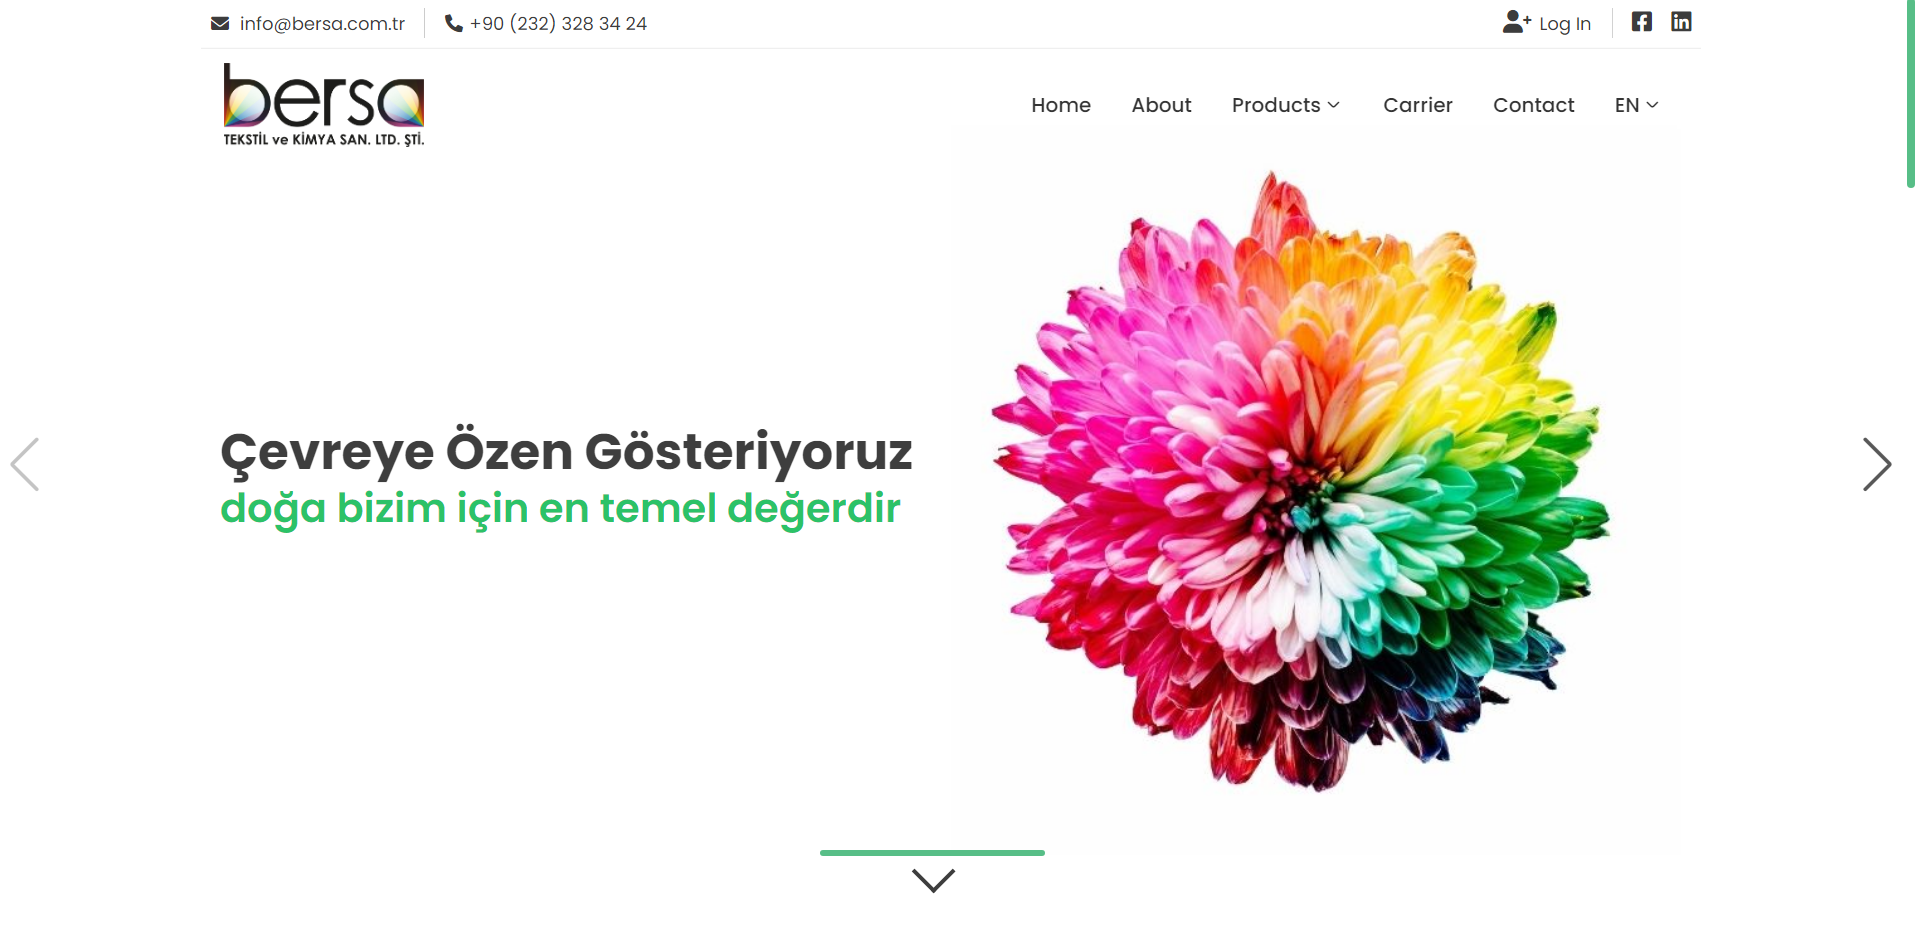 info@bersa.com.tr
+90 (232) 328 34 24
Log In
bersa
TEKSTİL ve KİMYA SAN. LTD. ŞTİ.
Home
About
Products
Carrier
Contact
EN
Çevreye Özen Gösteriyoruz
doğa bizim için en temel değerdir